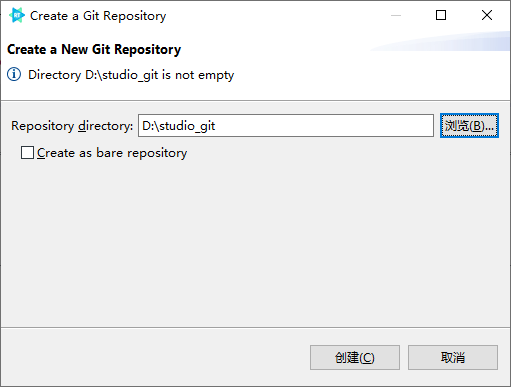 Create a Git Repository
Create a New Git Repository
Directory D:\studio_git is not empty
Repository directory: D:\studio_git 浏览(B)...
Create as bare repository
创建(C) 取消